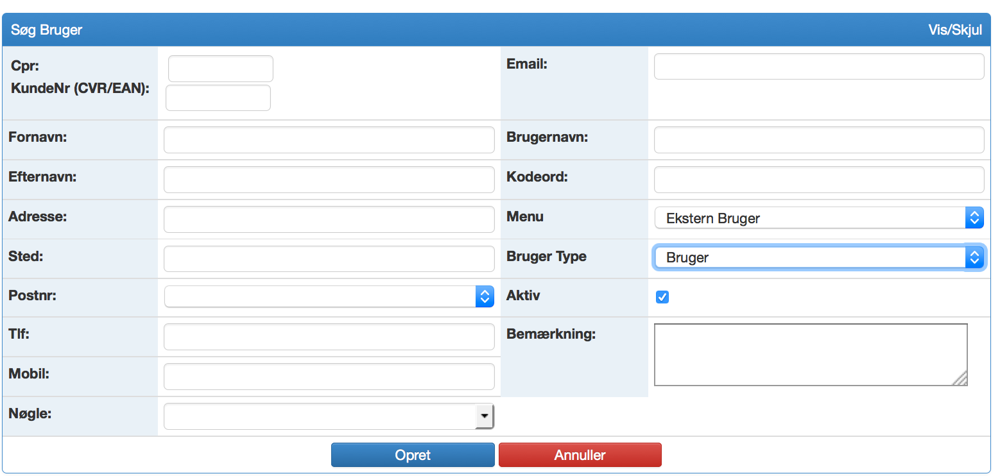 Søg Bruger Vis/Skjul
Cpr: Email:
KundeNr (CVR/EAN):
Fornavn: Brugernavn:
Efternavn: Kodeord:
Adresse: Menu Ekstern Bruger
Sted: Bruger Type Bruger
Postnr: Aktiv
Tlf: Bemærkning:
Mobil:
Nøgle:
Opret Annuller